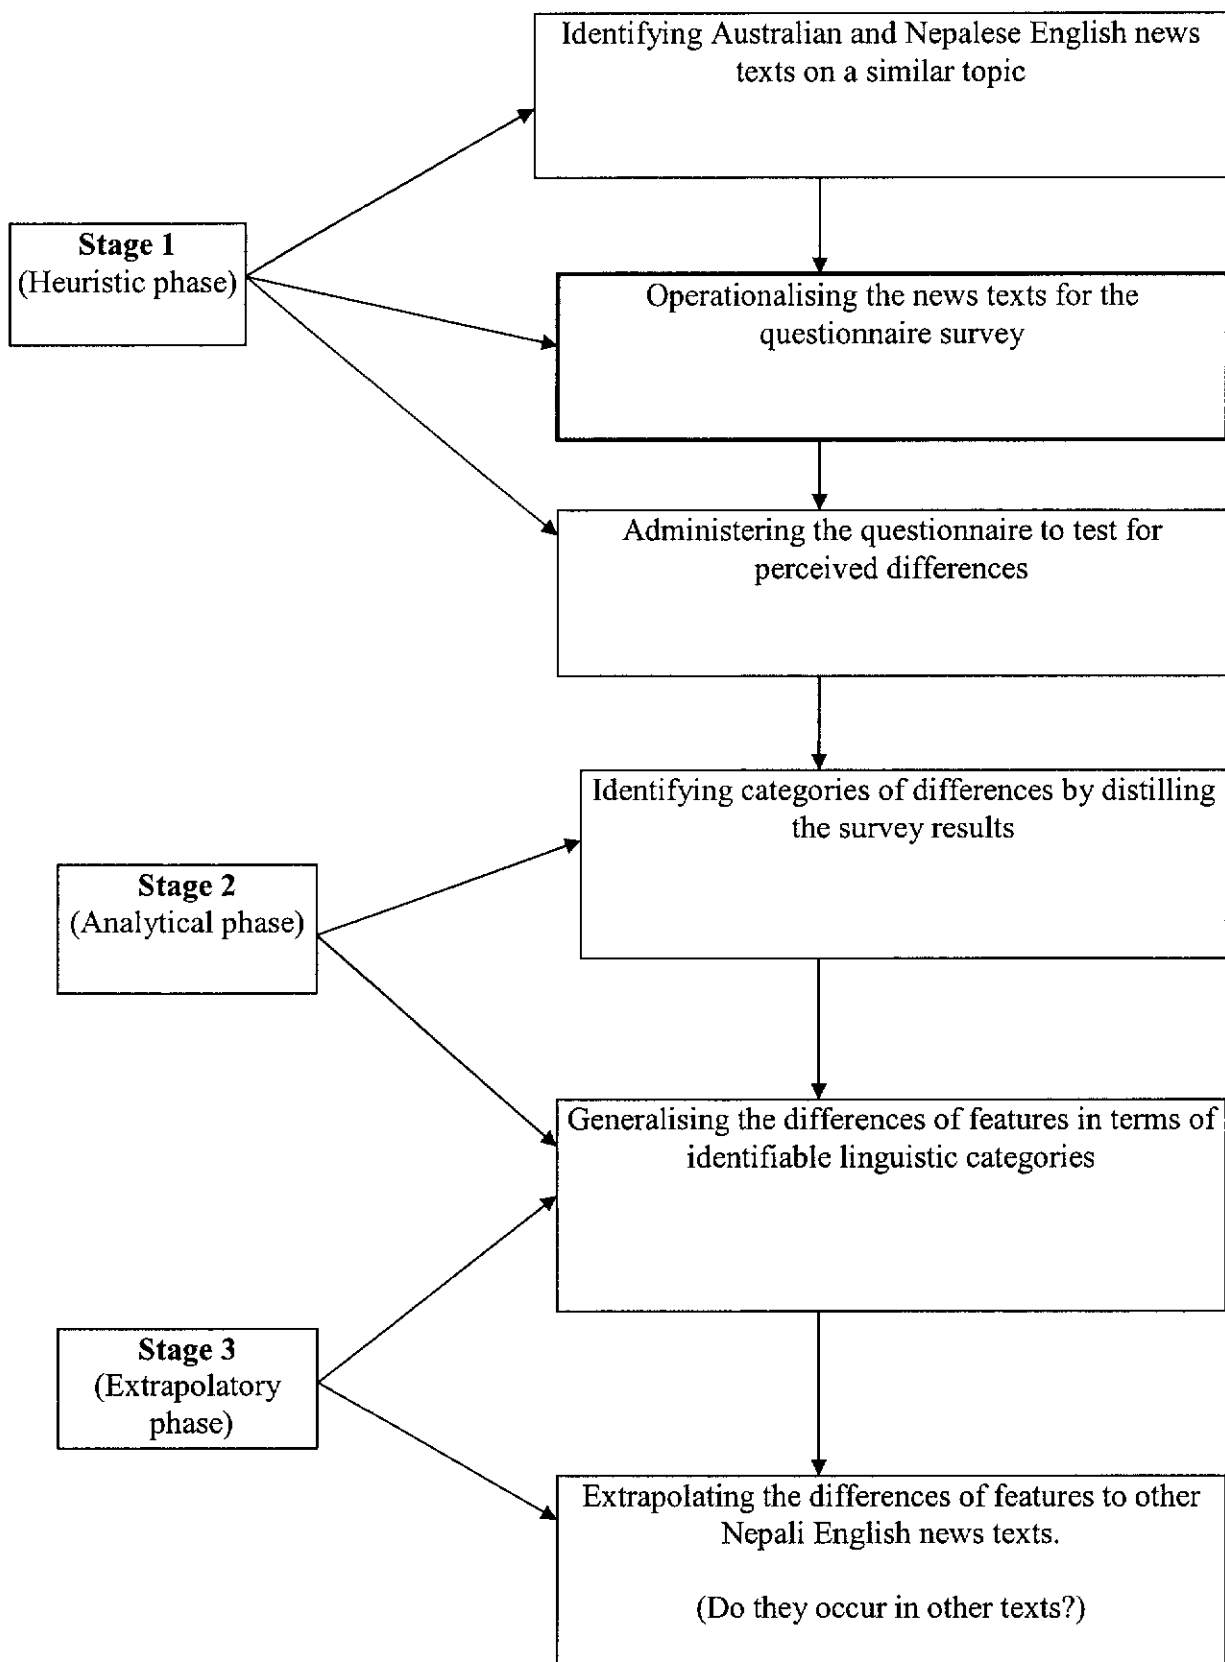 Identifying Australian and Nepalese English news
texts on a similar topic
Stage 1
(Heuristic phase)
Operationalising the news texts for the
questionnaire survey
Administering the questionnaire to test for
perceived differences
Identifying categories of differences by distilling
the survey results
Stage 2
(Analytical phase)
Generalising the differences of features in terms of
identifiable linguistic categories
Stage 3
(Extrapolatory
phase)
Extrapolating the differences of features to other
Nepali English news texts.
(Do they occur in other texts?)